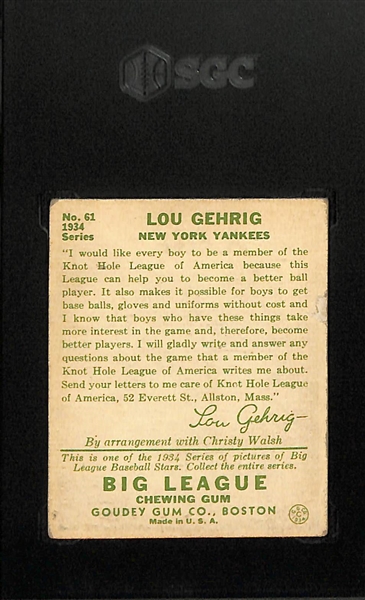 SGC
No. 61
1934
Series
LOU GEHRIG
NEW YORK YANKEES
"I would like every boy to be a member of the
Knot Hole League of America because this
League can help you to become a better ball
player. It also makes it possible for boys to get
base balls, gloves and uniforms without cost and
I know that boys who have these things take
more interest in the game and, therefore, become
better players. I will gladly write and answer any
questions about the game that a member of the
Knot Hole League of America writes me about.
Send your letters to me care of Knot Hole League
of America, 52 Everett St., Allston, Mass."
Lou Gehrig
By arrangement with Christy Walsh
This is one of the 1934 Series of pictures of Big
League Baseball Stars. Collect the entire series.
BIG LEAGUE
CHEWING GUM
GOUDEY GUM CO., BOSTON
Made in U. S. A.